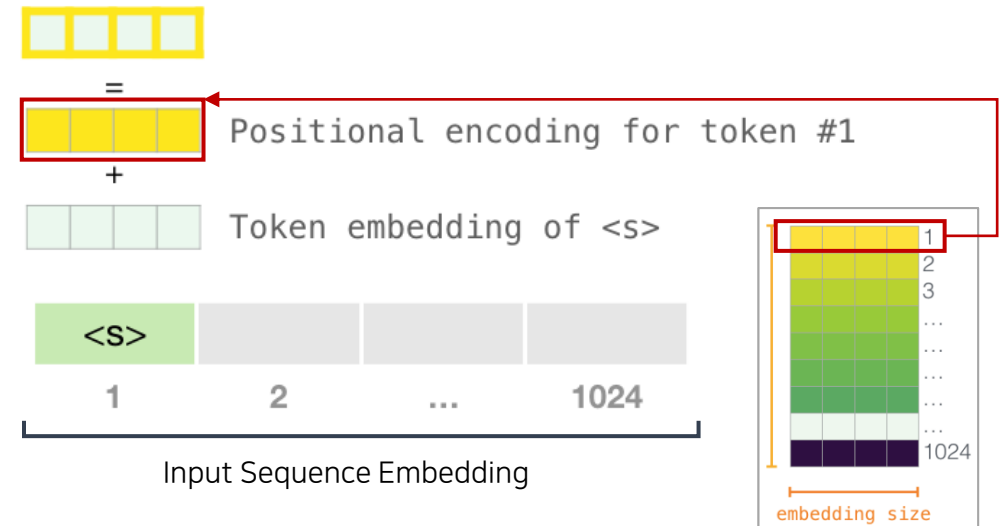 =
Positional encoding for token #1
+
Token embedding of <s>
<s>
1 2 ... 1024
Input Sequence Embedding
1
2
3
...
...
...
...
...
1024
embedding size